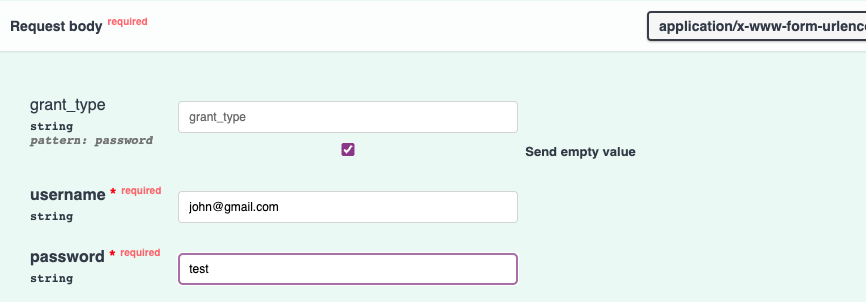 Request body required
application/x-www-form-urlenc
grant_type
string
pattern: password
grant_type
Send empty value
username * required
string
john@gmail.com
password * required
string
test